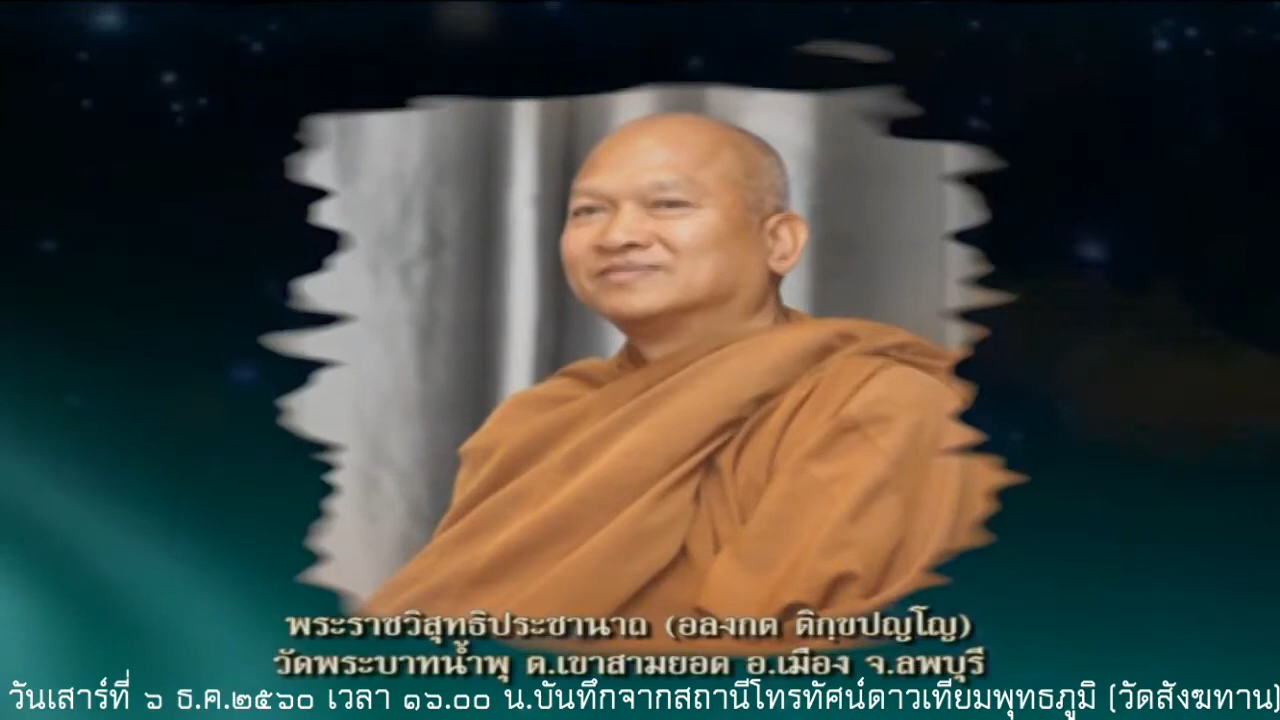 พระราชวิสุทธิประชานาถ (อลงกต ติกฺขปญฺโญ)
วัดพระบาทน้ำพุ ต.เขาสามยอด อ.เมือง จ.ลพบุรี
วันเสาร์ที่ ๖ ธ.ค.๒๕๖๐ เวลา ๑๖.๐๐ น.บันทึกจากสถานีโทรทัศน์ดาวเทียมพุทธภูมิ (วัดสังฆทาน)